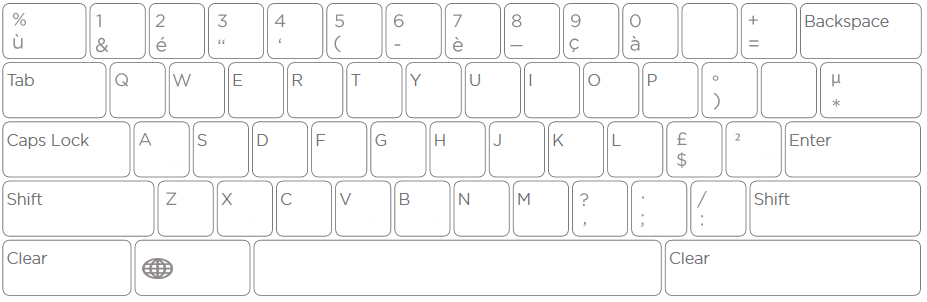 % 1 2 3 4 5 6 7 8 9 0 + Backspace
ù & é “ ‘ ( - è — ç à =
Tab Q W E R T Y U I O P ° µ
) *
Caps Lock A S D F G H J K L £ ² Enter
$
Shift Z X C V B N M ? . / Shift
, ; :
Clear Clear